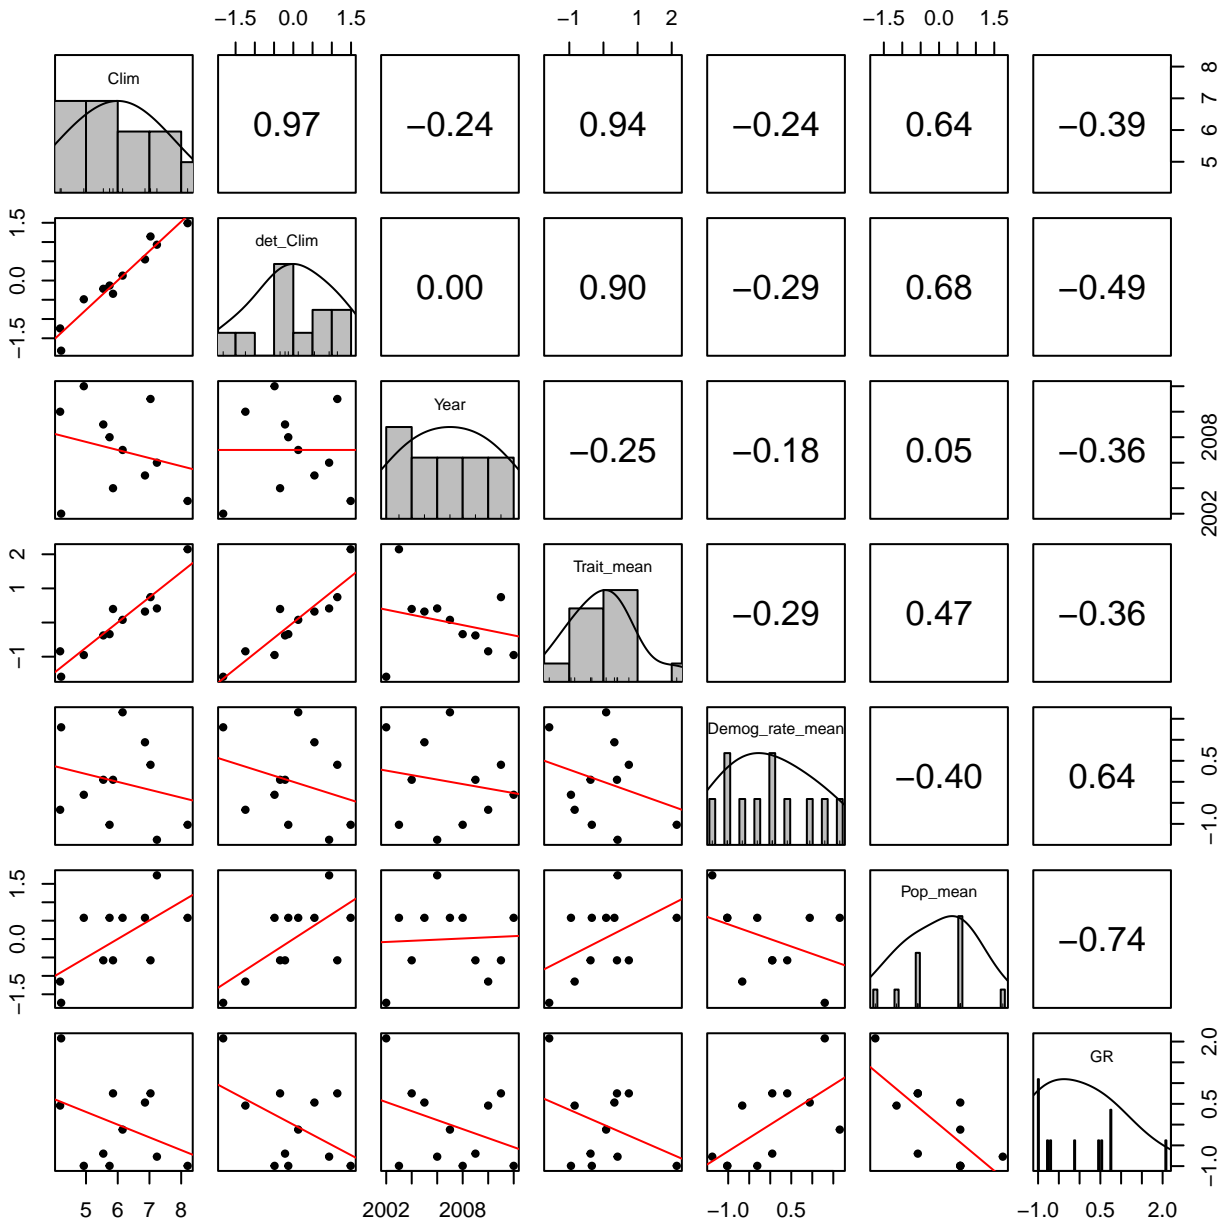 −1.5 0.0 1.5 −1 1 2 −1.5 0.0 1.5
Clim 0.97 −0.24 0.94 −0.24 0.64 −0.39 5 6 7 8
−1.5 0.0 1.5 det_Clim 0.00 0.90 −0.29 0.68 −0.49
Year −0.25 −0.18 0.05 −0.36 2002 2008
−1 1 2 Trait_mean −0.29 0.47 −0.36
Demog_rate_mean −0.40 0.64 −1.0 0.5
−1.5 0.0 1.5 Pop_mean −0.74
GR −1.0 0.5 2.0
5 6 7 8 2002 2008 −1.0 0.5 −1.0 0.5 2.0